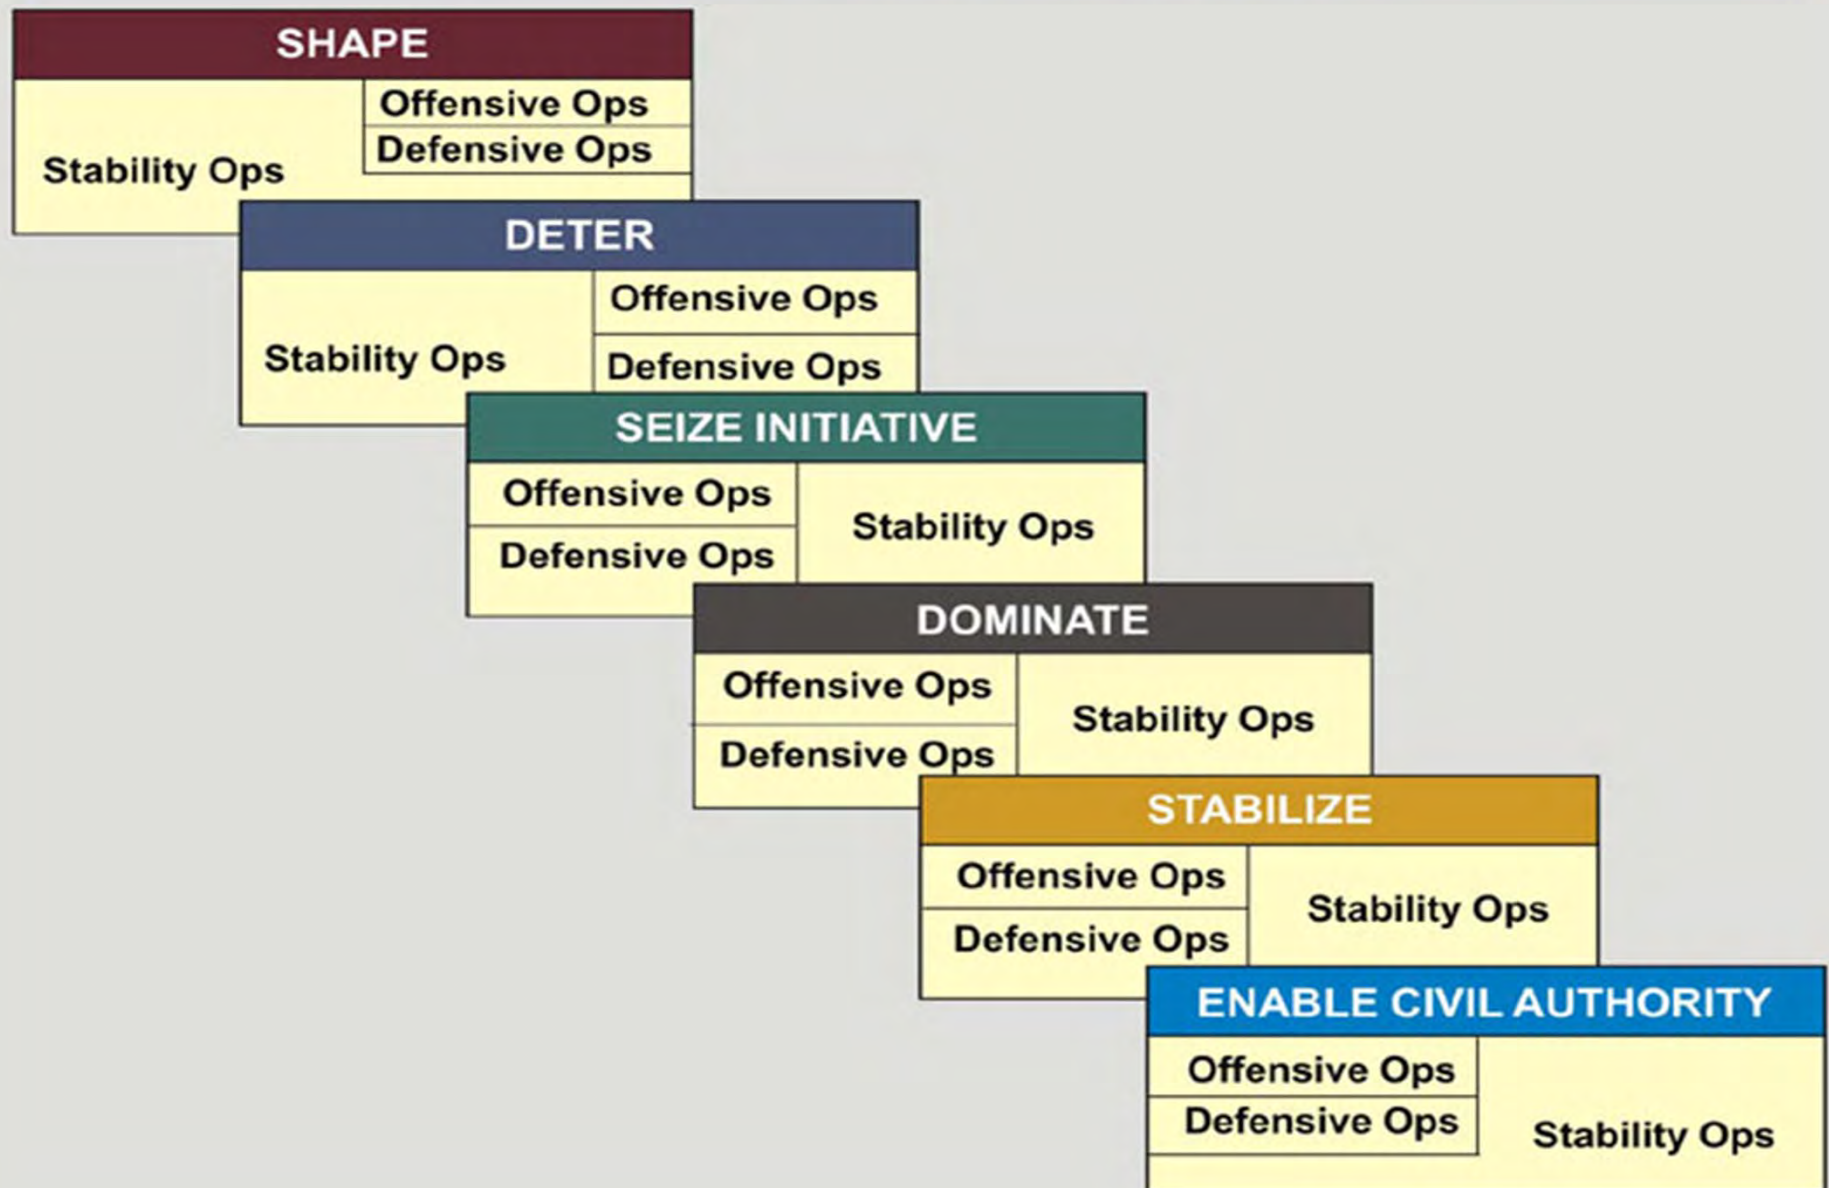 SHAPE
Offensive Ops
Defensive Ops
Stability Ops
DETER
Offensive Ops
Stability Ops
Defensive Ops
SEIZE INITIATIVE
Offensive Ops
Stability Ops
Defensive Ops
DOMINATE
Offensive Ops
Stability Ops
Defensive Ops
STABILIZE
Offensive Ops
Stability Ops
Defensive Ops
ENABLE CIVIL AUTHORITY
Offensive Ops
Defensive Ops
Stability Ops